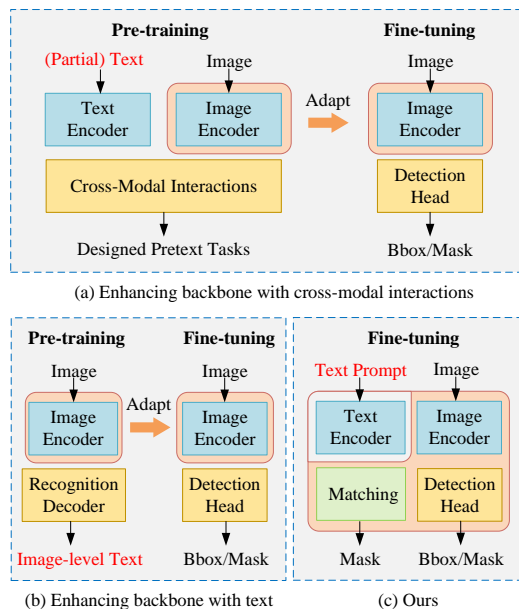 Pre-training
Fine-tuning
(Partial) Text
Image
Image
Text
Encoder
Image
Encoder
Adapt
Image
Encoder
Cross-Modal Interactions
Detection
Head
Designed Pretext Tasks
Bbox/Mask
(a) Enhancing backbone with cross-modal interactions
Pre-training
Fine-tuning
Image
Image
Image
Encoder
Adapt
Image
Encoder
Recognition
Decoder
Detection
Head
Image-level Text
Bbox/Mask
(b) Enhancing backbone with text
Fine-tuning
Text Prompt
Image
Text
Encoder
Image
Encoder
Matching
Detection
Head
Mask
Bbox/Mask
(c) Ours